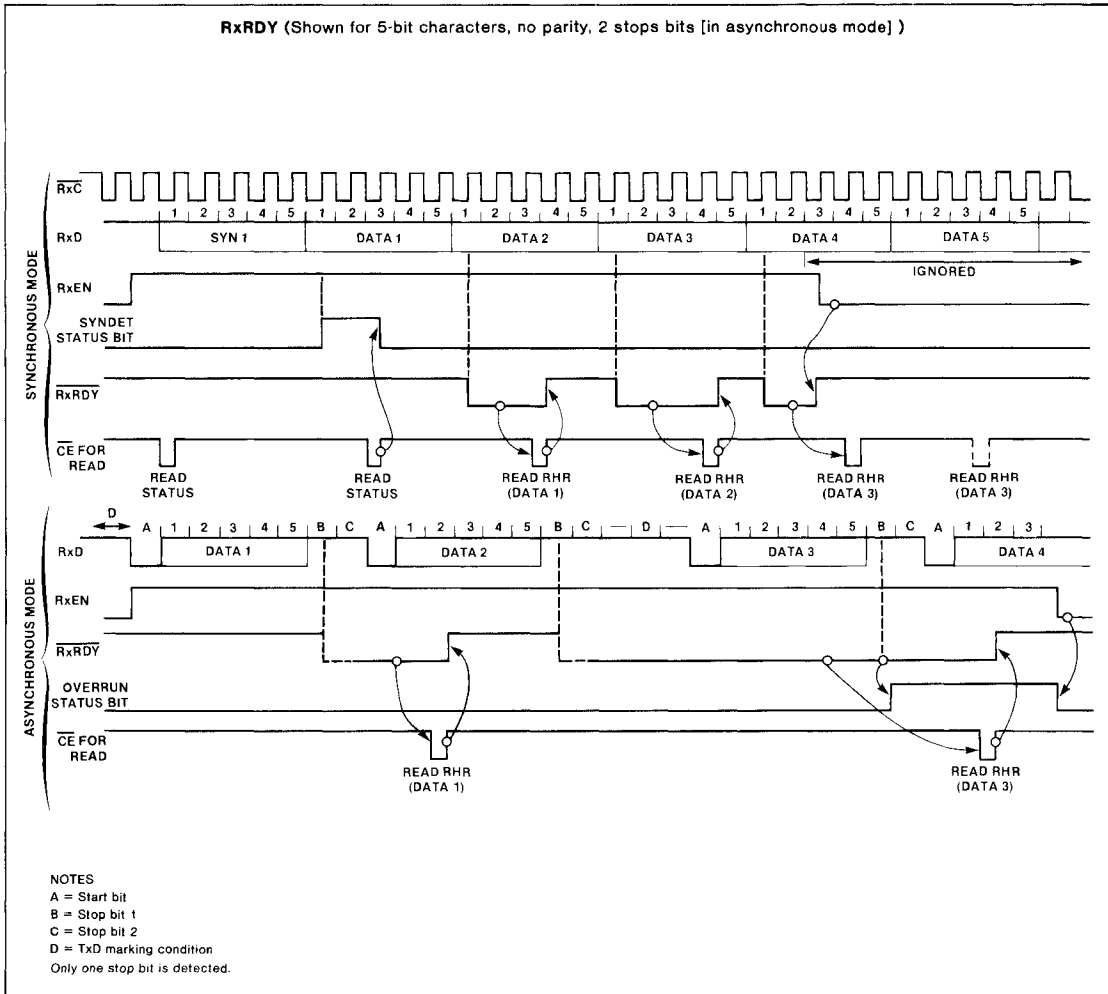 RxRDY (Shown for 5-bit characters, no parity, 2 stops bits [in asynchronous mode] )
SYNCHRONOUS MODE
RxC
1 2 3 4 5 1 2 3 4 5 1 2 3 4 5 1 2 3 4 5 1 2 3 4 5 1 2 3 4 5
RxD SYN 1 DATA 1 DATA 2 DATA 3 DATA 4 DATA 5
IGNORED
RxEN
SYNDET
STATUS BIT
RxRDY
CE FOR
READ
READ STATUS
READ STATUS
READ RHR (DATA 1)
READ RHR (DATA 2)
READ RHR (DATA 3)
READ RHR (DATA 3)
ASYNCHRONOUS MODE
D
A 1 2 3 4 5 B C A 1 2 3 4 5 B C D A 1 2 3 4 5 B C A 1 2 3
RxD DATA 1 DATA 2 DATA 3 DATA 4
RxEN
RxRDY
OVERRUN
STATUS BIT
CE FOR
READ
READ RHR (DATA 1)
READ RHR (DATA 3)
NOTES
A = Start bit
B = Stop bit 1
C = Stop bit 2
D = TxD marking condition
Only one stop bit is detected.